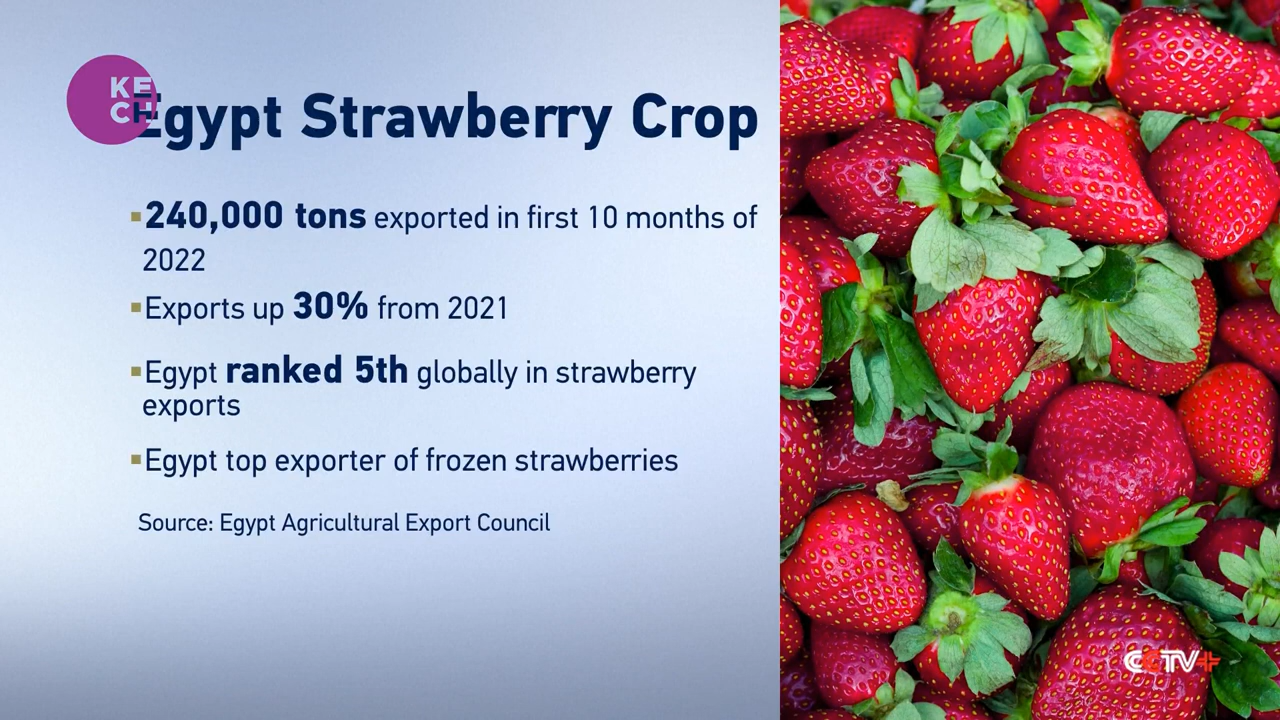 KE
CH
Egypt Strawberry Crop
▪240,000 tons exported in first 10 months of
2022
▪Exports up 30% from 2021
▪Egypt ranked 5th globally in strawberry
exports
▪Egypt top exporter of frozen strawberries
Source: Egypt Agricultural Export Council
CCTV+